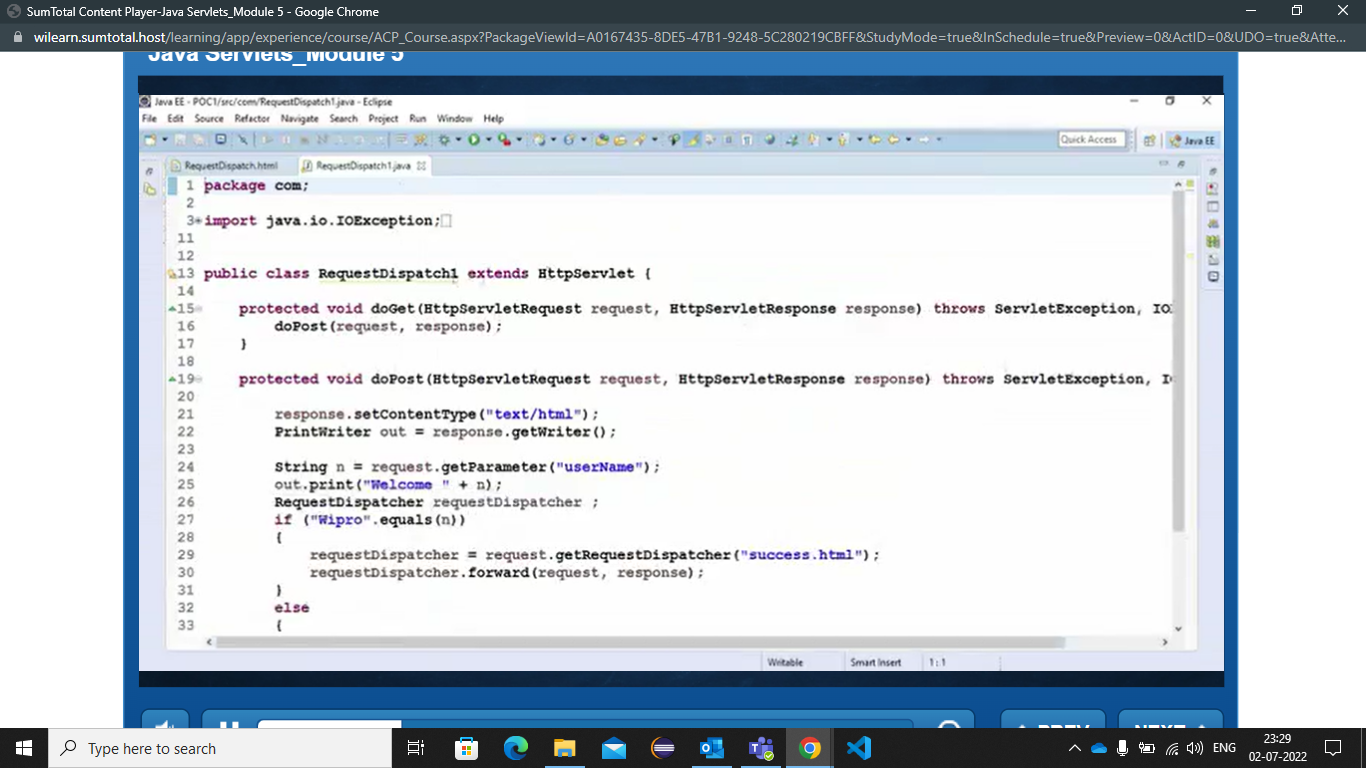 SumTotal Content Player-Java Servlets_Module 5 - Google Chrome
wilearn.sumtotal.host/learning/app/experience/course/ACP_Course.aspx?PackageViewId=A0167435-8DE5-47B1-9248-5C280219CBFF&StudyMode=true&InSchedule=true&Preview=0&ActID=0&UDO=true&Atte...
Java Servlets_Module 5
Java EE - POC1/src/com/RequestDispatch1.java - Eclipse
File Edit Source Refactor Navigate Search Project Run Window Help
Quick Access Java EE
RequestDispatch.html RequestDispatch1.java
1 package com;
2
3 import java.io.IOException;
11
12
13 public class RequestDispatch1 extends HttpServlet {
14
15 protected void doGet(HttpServletRequest request, HttpServletResponse response) throws ServletException, IO
16 doPost(request, response);
17 }
18
19 protected void doPost(HttpServletRequest request, HttpServletResponse response) throws ServletException, I
20
21 response.setContentType("text/html");
22 PrintWriter out = response.getWriter();
23
24 String n = request.getParameter("userName");
25 out.print("Welcome " + n);
26 RequestDispatcher requestDispatcher ;
27 if ("Wipro".equals(n))
28 {
29 requestDispatcher = request.getRequestDispatcher("success.html");
30 requestDispatcher.forward(request, response);
31 }
32 else
33 {
Writable Smart Insert 1 : 1
PREV NEXT
Type here to search
ENG
23:29
02-07-2022